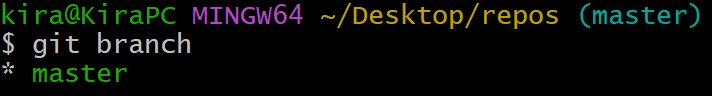 kira@KiraPC MINGW64 ~/Desktop/repos (master)
$ git branch
* master